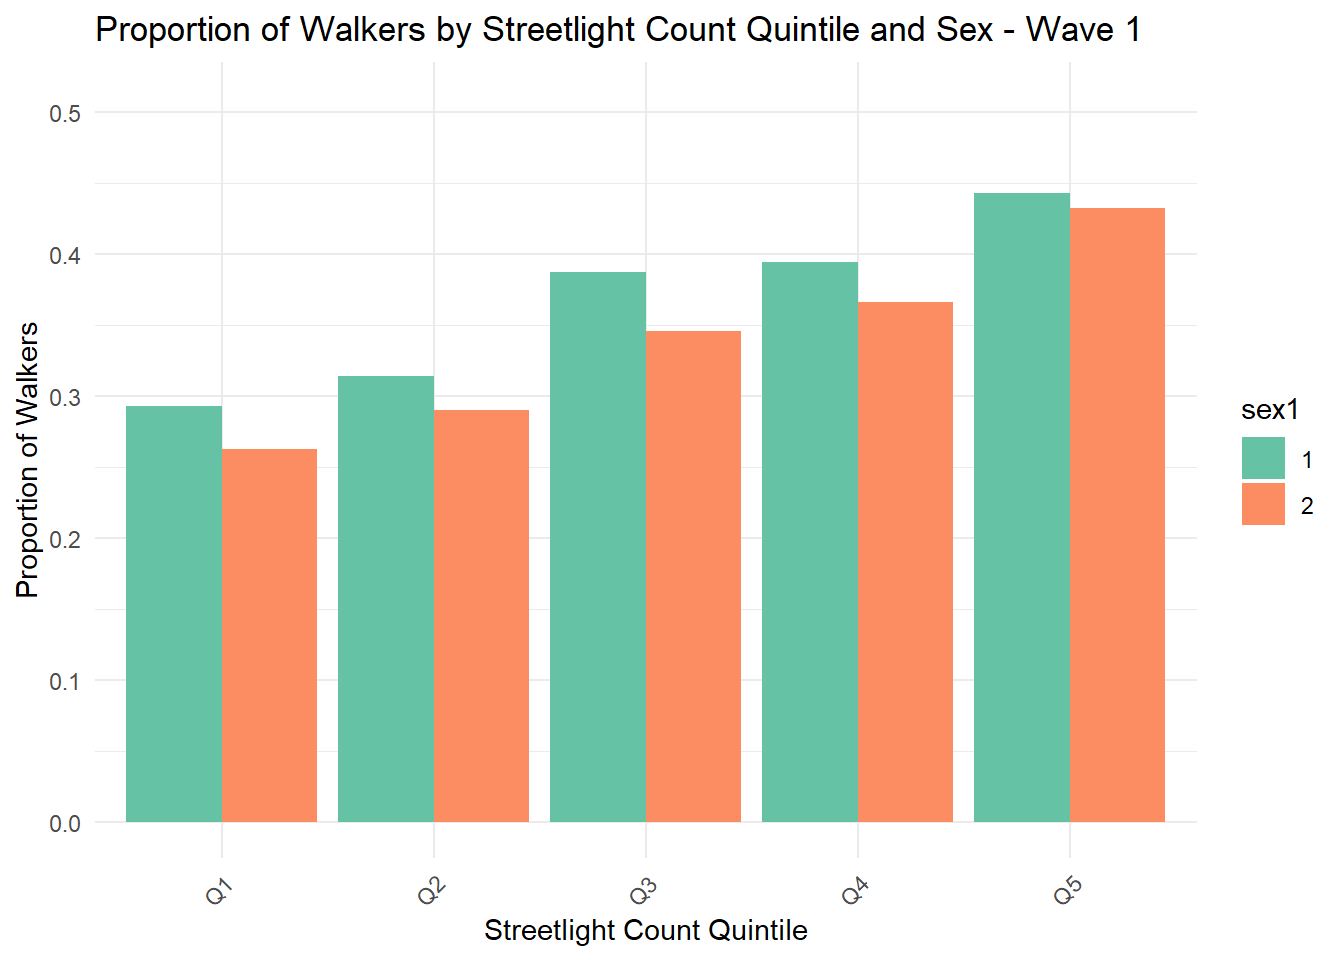 Proportion of Walkers by Streetlight Count Quintile and Sex - Wave 1
Proportion of Walkers
0.5
0.4
0.3
0.2
0.1
0.0
Q1
Q2
Q3
Q4
Q5
Streetlight Count Quintile
sex1
1
2